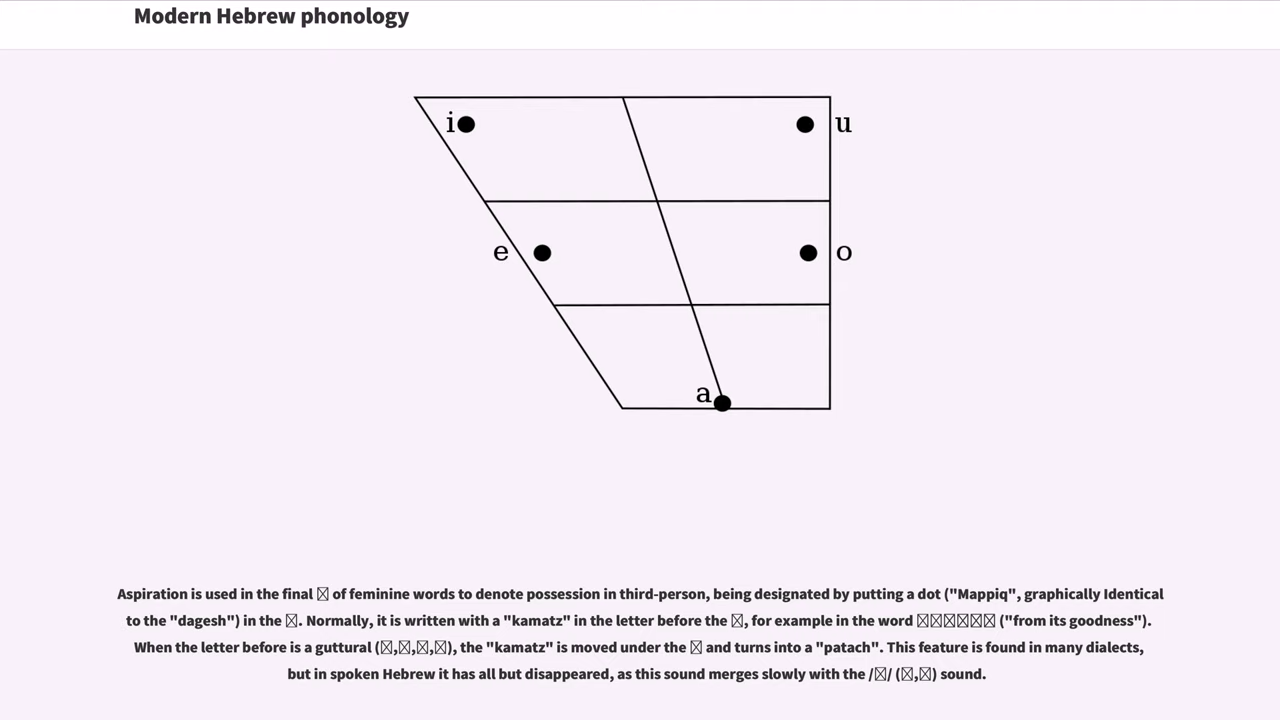 Modern Hebrew phonology
i
u
e
o
a
Aspiration is used in the final of feminine words to denote possession in third-person, being designated by putting a dot ("Mappiq", graphically Identical
to the "dagesh") in the . Normally, it is written with a "kamatz" in the letter before the , for example in the word ("from its goodness").
When the letter before is a guttural (,,,), the "kamatz" is moved under the and turns into a "patach". This feature is found in many dialects,
but in spoken Hebrew it has all but disappeared, as this sound merges slowly with the // (,) sound.